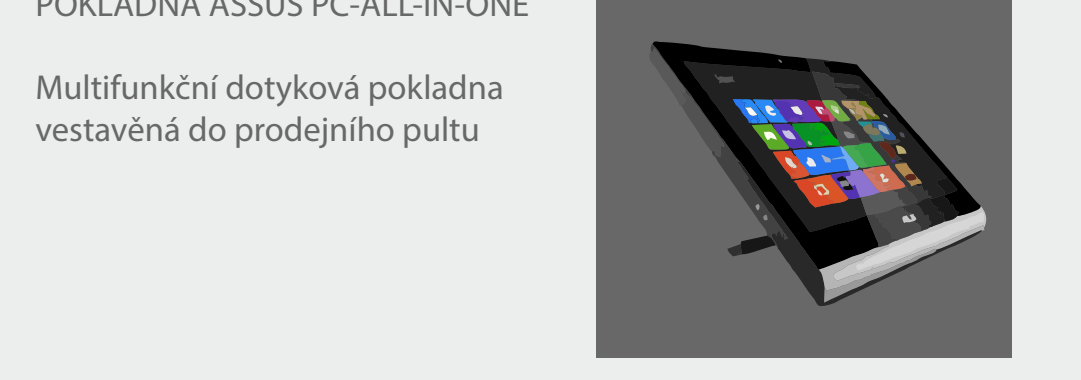 POKLADNA ASSUS PC-ALL-IN-ONE
Multifunkční dotyková pokladna
vestavěná do prodejního pultu